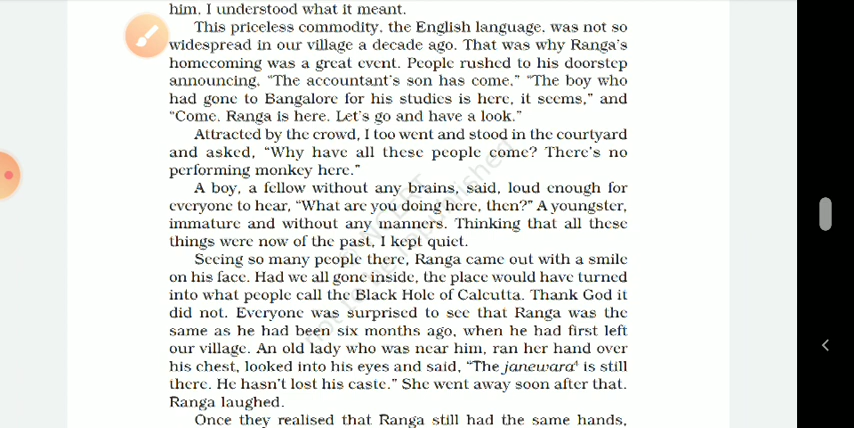 him. I understood what it meant.
This priceless commodity, the English language, was not so
widespread in our village a decade ago. That was why Ranga's
homecoming was a great event. People rushed to his doorstep
announcing, “The accountant's son has come,” “The boy who
had gone to Bangalore for his studies is here, it seems,” and
“Come, Ranga is here. Let's go and have a look.”
Attracted by the crowd, I too went and stood in the courtyard
and asked, “Why have all these people come? There's no
performing monkey here.”
A boy, a fellow without any brains, said, loud enough for
everyone to hear, “What are you doing here, then?” A youngster,
immature and without any manners. Thinking that all these
things were now of the past, I kept quiet.
Seeing so many people there, Ranga came out with a smile
on his face. Had we all gone inside, the place would have turned
into what people call the Black Hole of Calcutta. Thank God it
did not. Everyone was surprised to see that Ranga was the
same as he had been six months ago, when he had first left
our village. An old lady who was near him, ran her hand over
his chest, looked into his eyes and said, “The janewara⁴ is still
there. He hasn't lost his caste.” She went away soon after that.
Ranga laughed.
Once they realised that Ranga still had the same hands,
not to be republished